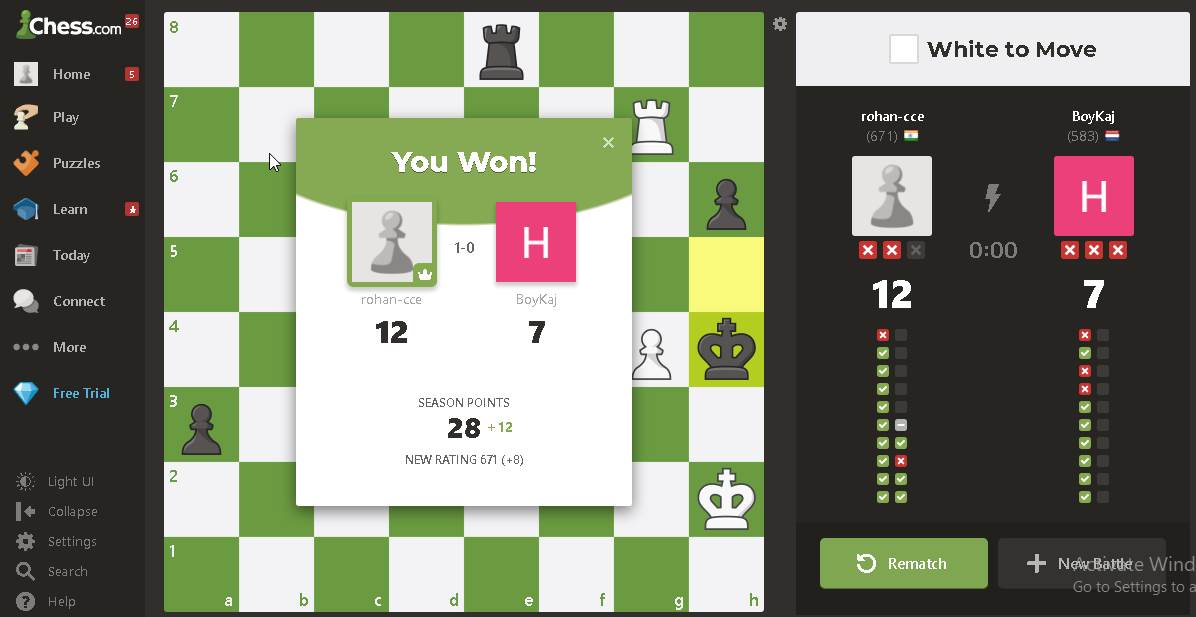 Chess.com 26
Home 5
Play
Puzzles
Learn
Today
Connect
More
Free Trial
Light UI
Collapse
Settings
Search
Help
8
7
6
5
4
3
2
1
a b c d e f g h
You Won!
×
H
1-0
rohan-cce BoyKaj
12 7
SEASON POINTS
28 +12
NEW RATING 671 (+8)
White to Move
rohan-cce BoyKaj
(671) (583)
H
0:00
12 7
Rematch
New Battle
Activate Wind
Go to Settings to a